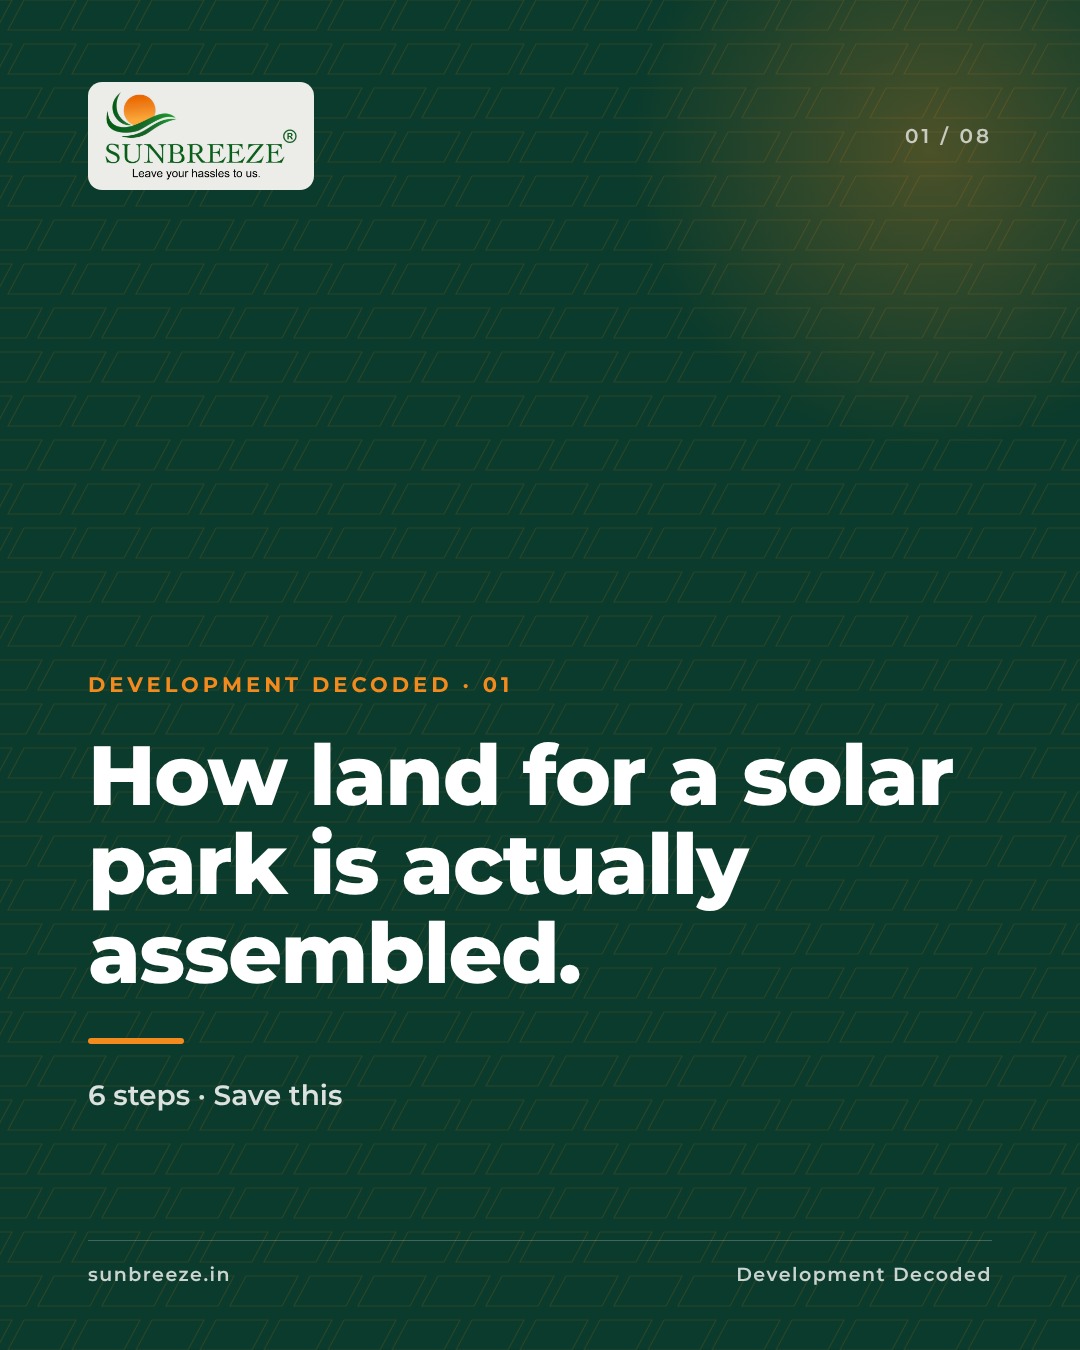 SUNBREEZE®
Leave your hassles to us.
01 / 08
DEVELOPMENT DECODED · 01
How land for a solar
park is actually
assembled.
6 steps · Save this
sunbreeze.in
Development Decoded